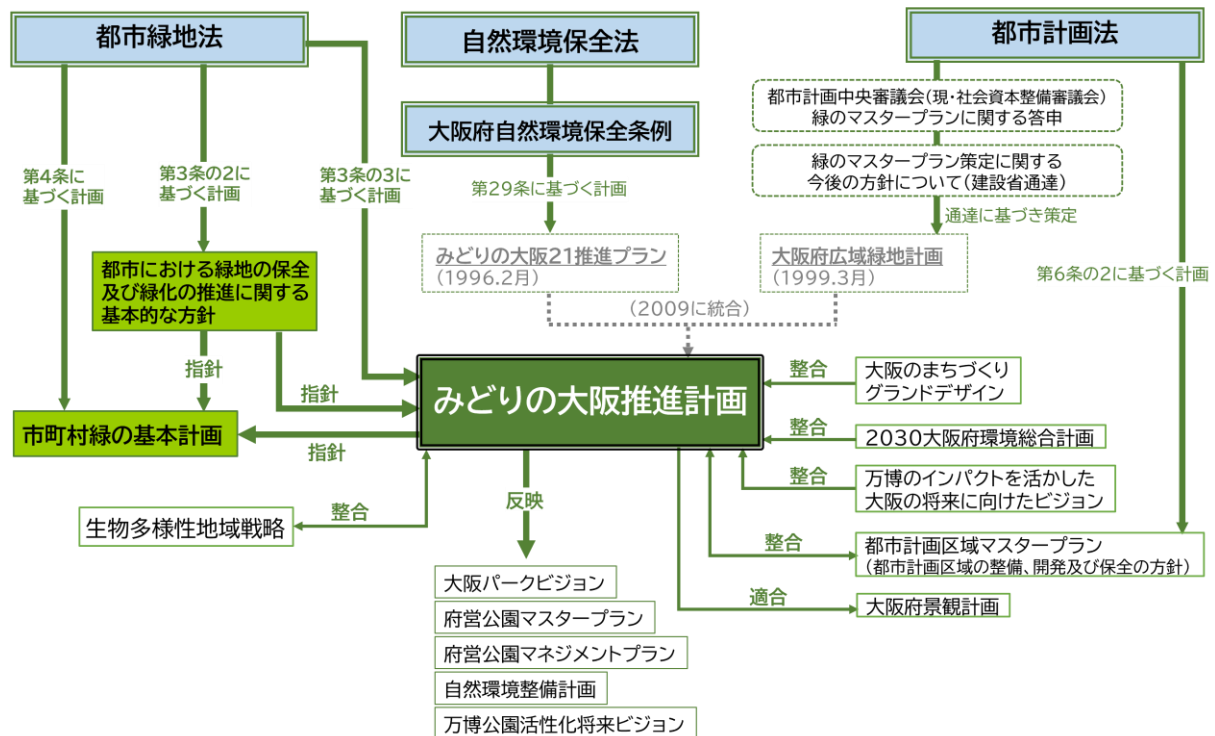 都市緑地法
自然環境保全法
都市計画法
大阪府自然環境保全条例
都市計画中央審議会(現・社会資本整備審議会)
緑のマスタープランに関する答申
緑のマスタープラン策定に関する
今後の方針について(建設省通達)
第4条に
基づく計画
第3条の2に
基づく計画
第3条の3に
基づく計画
第29条に基づく計画
通達に基づき策定
第6条の2に基づく計画
都市における緑地の保全
及び緑化の推進に関する
基本的な方針
みどりの大阪21推進プラン
(1996.2月)
大阪府広域緑地計画
(1999.3月)
(2009に統合)
指針
指針
みどりの大阪推進計画
市町村緑の基本計画
指針
整合
大阪のまちづくり
グランドデザイン
整合
2030大阪府環境総合計画
整合
万博のインパクトを活かした
大阪の将来に向けたビジョン
生物多様性地域戦略
整合
反映
整合
都市計画区域マスタープラン
(都市計画区域の整備、開発及び保全の方針)
適合
大阪府景観計画
大阪パークビジョン
府営公園マスタープラン
府営公園マネジメントプラン
自然環境整備計画
万博公園活性化将来ビジョン